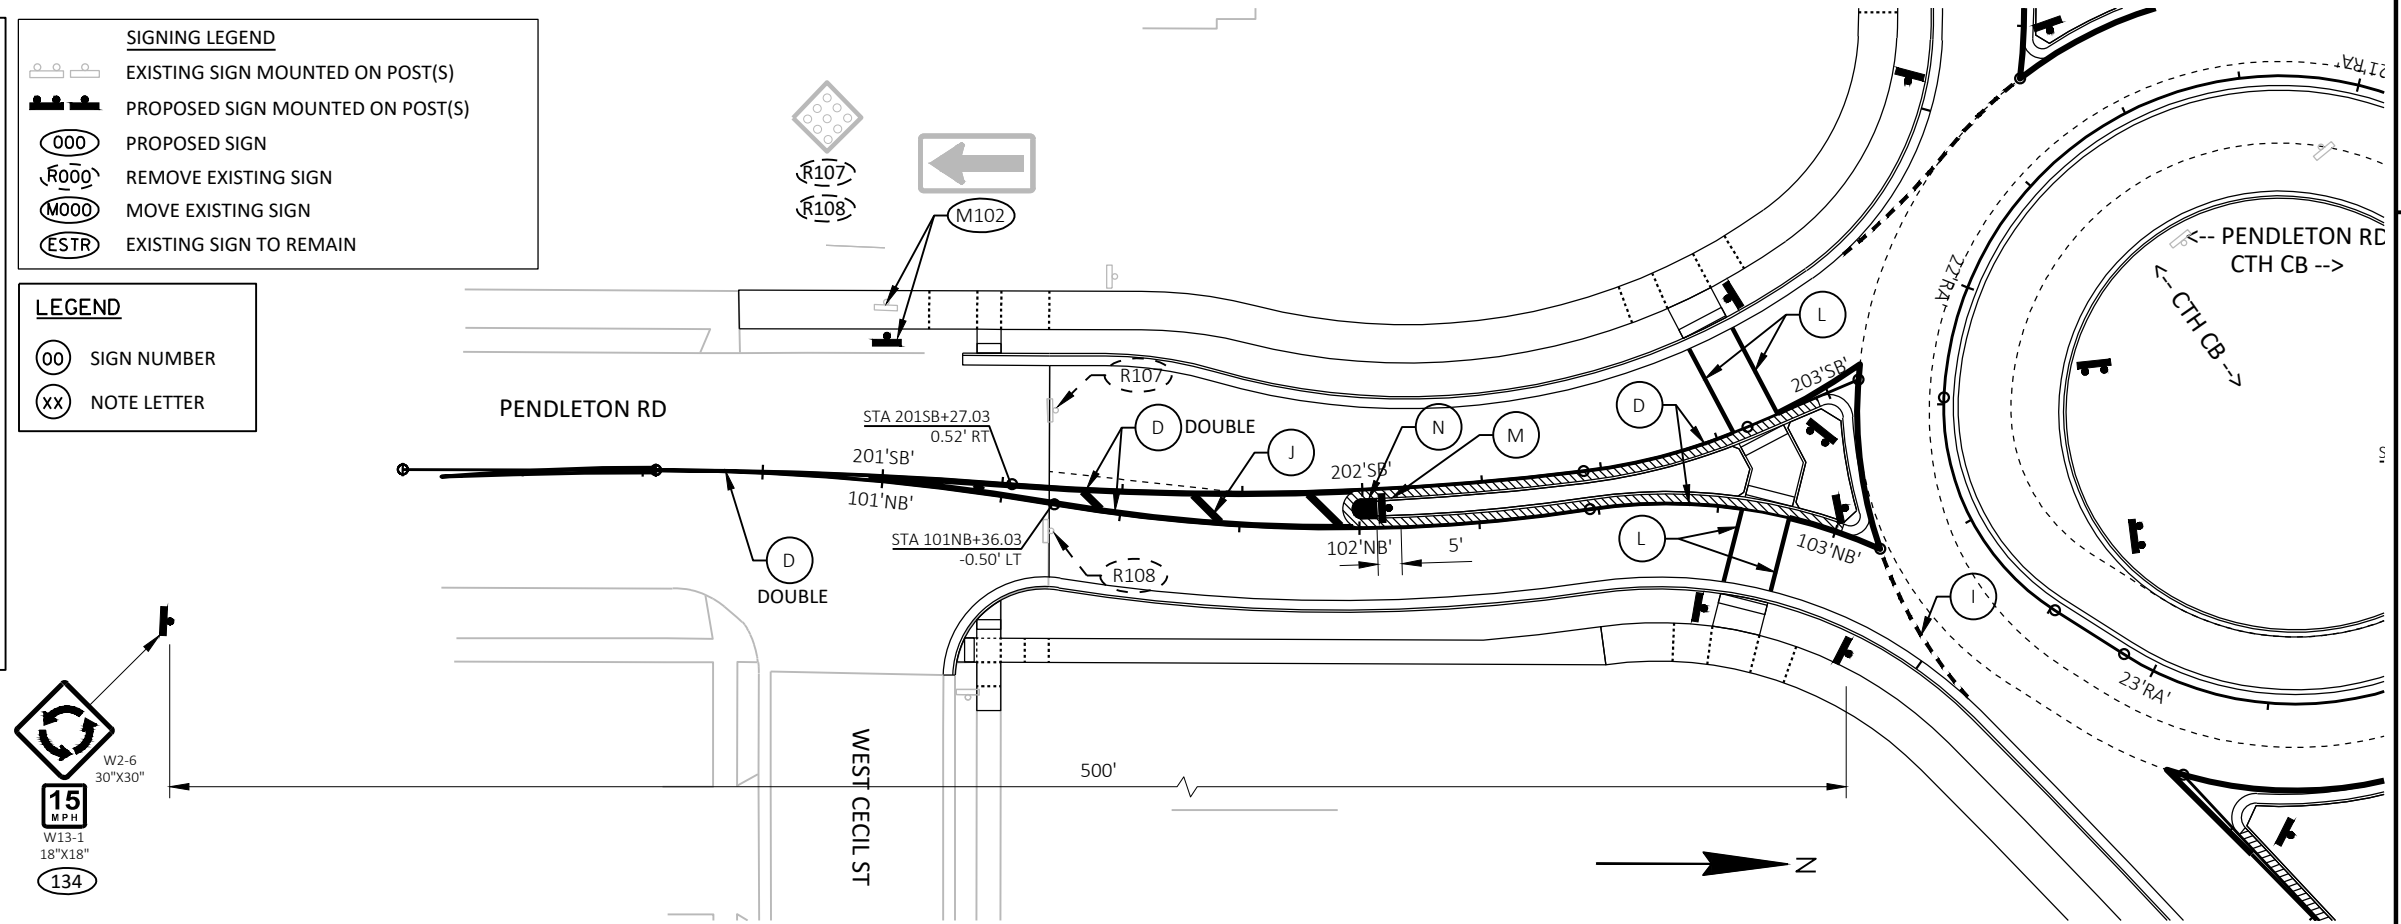 SIGNING LEGEND
EXISTING SIGN MOUNTED ON POST(S)
PROPOSED SIGN MOUNTED ON POST(S)
000 PROPOSED SIGN
R000 REMOVE EXISTING SIGN
M000 MOVE EXISTING SIGN
ESTR EXISTING SIGN TO REMAIN
LEGEND
00 SIGN NUMBER
XX NOTE LETTER
R107
R108
M102
PENDLETON RD
R107
STA 201SB+27.03
0.52' RT
201'SB'
101'NB'
D DOUBLE
J
N
M
202'SB'
102'NB'
5'
D
L
203'SB'
STA 101NB+36.03
-0.50' LT
R108
D
DOUBLE
L
103'NB'
I
21'RA'
22'RA'
23'RA'
<-- PENDLETON RD
CTH CB -->
<-- CTH CB -->
W2-6
30"X30"
15
MPH
W13-1
18"X18"
134
500'
WEST CECIL ST
N